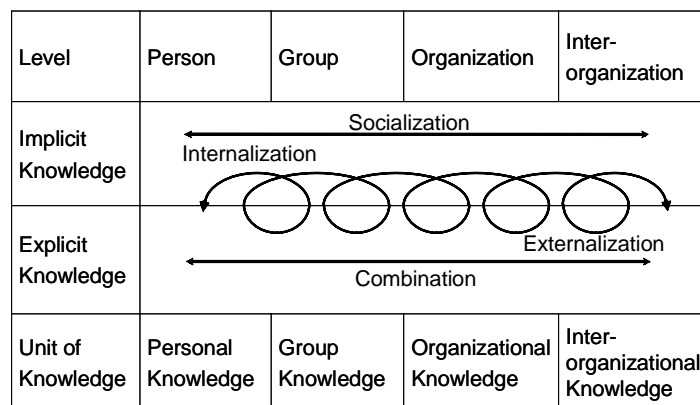 Level
Person
Group
Organization
Inter-
organization
Implicit
Knowledge
Socialization
Internalization
Explicit
Knowledge
Externalization
Combination
Unit of
Knowledge
Personal
Knowledge
Group
Knowledge
Organizational
Knowledge
Inter-
organizational
Knowledge